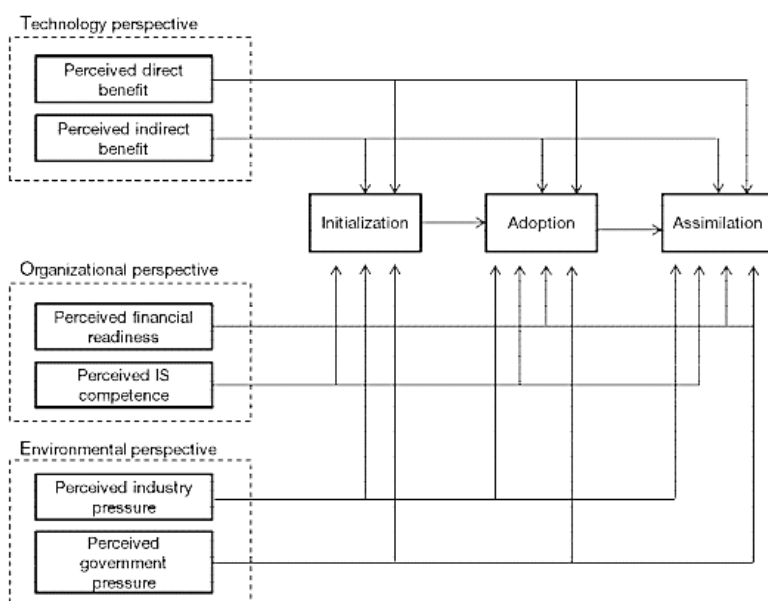 Technology perspective
Perceived direct
benefit
Perceived indirect
benefit
Initialization
Adoption
Assimilation
Organizational perspective
Perceived financial
readiness
Perceived IS
competence
Environmental perspective
Perceived industry
pressure
Perceived
government
pressure